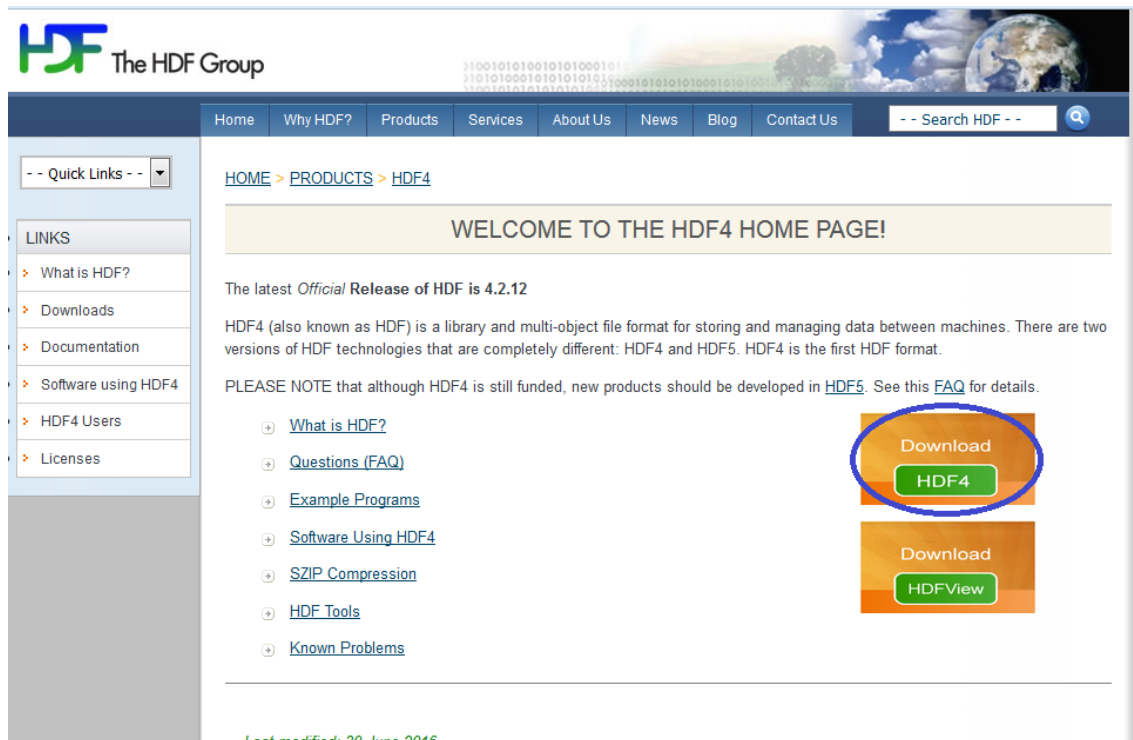 HDF The HDF Group
Home Why HDF? Products Services About Us News Blog Contact Us - - Search HDF - -
- - Quick Links - -
LINKS
What is HDF?
Downloads
Documentation
Software using HDF4
HDF4 Users
Licenses
HOME > PRODUCTS > HDF4
WELCOME TO THE HDF4 HOME PAGE!
The latest Official Release of HDF is 4.2.12
HDF4 (also known as HDF) is a library and multi-object file format for storing and managing data between machines. There are two
versions of HDF technologies that are completely different: HDF4 and HDF5. HDF4 is the first HDF format.
PLEASE NOTE that although HDF4 is still funded, new products should be developed in HDF5. See this FAQ for details.
What is HDF?
Questions (FAQ)
Example Programs
Software Using HDF4
SZIP Compression
HDF Tools
Known Problems
Download
HDF4
Download
HDFView
Last modified: 20 June 2016